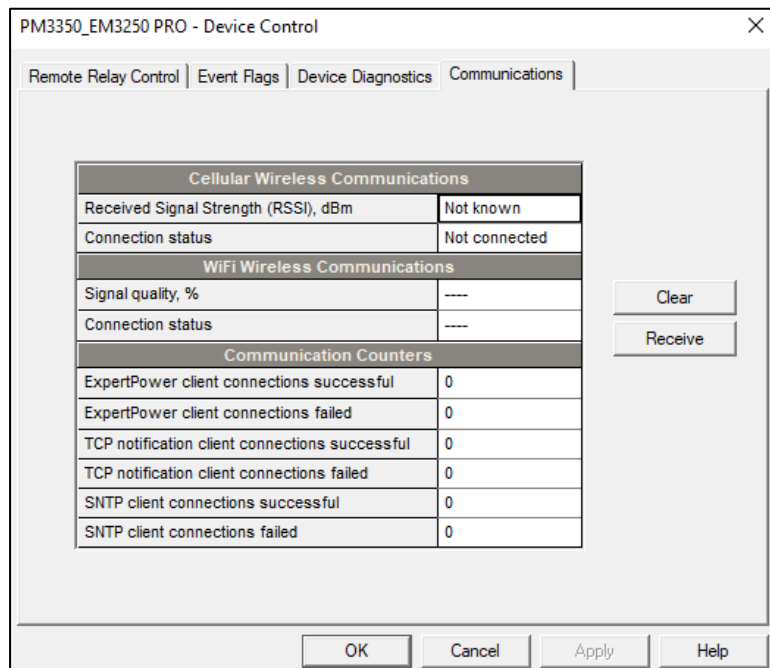 PM3350_EM3250 PRO - Device Control
Remote Relay Control Event Flags Device Diagnostics Communications
Cellular Wireless Communications
Received Signal Strength (RSSI), dBm Not known
Connection status Not connected
WiFi Wireless Communications
Signal quality, % ----
Connection status ----
Communication Counters
ExpertPower client connections successful 0
ExpertPower client connections failed 0
TCP notification client connections successful 0
TCP notification client connections failed 0
SNTP client connections successful 0
SNTP client connections failed 0
Clear
Receive
OK Cancel Apply Help